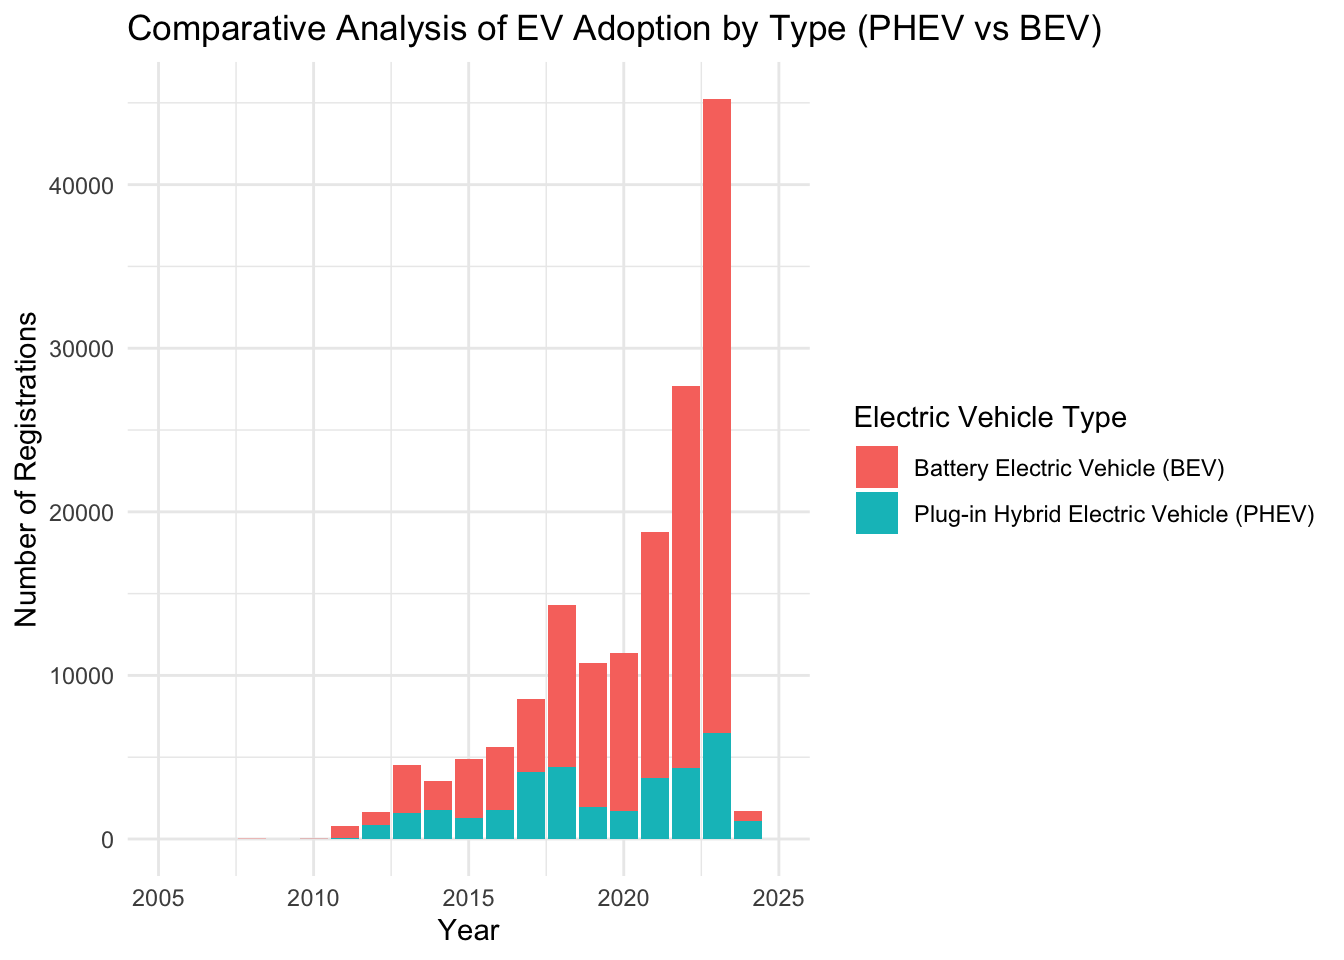 Comparative Analysis of EV Adoption by Type (PHEV vs BEV)
Number of Registrations
40000
30000
20000
10000
0
2005
2010
2015
2020
2025
Year
Electric Vehicle Type
Battery Electric Vehicle (BEV)
Plug-in Hybrid Electric Vehicle (PHEV)